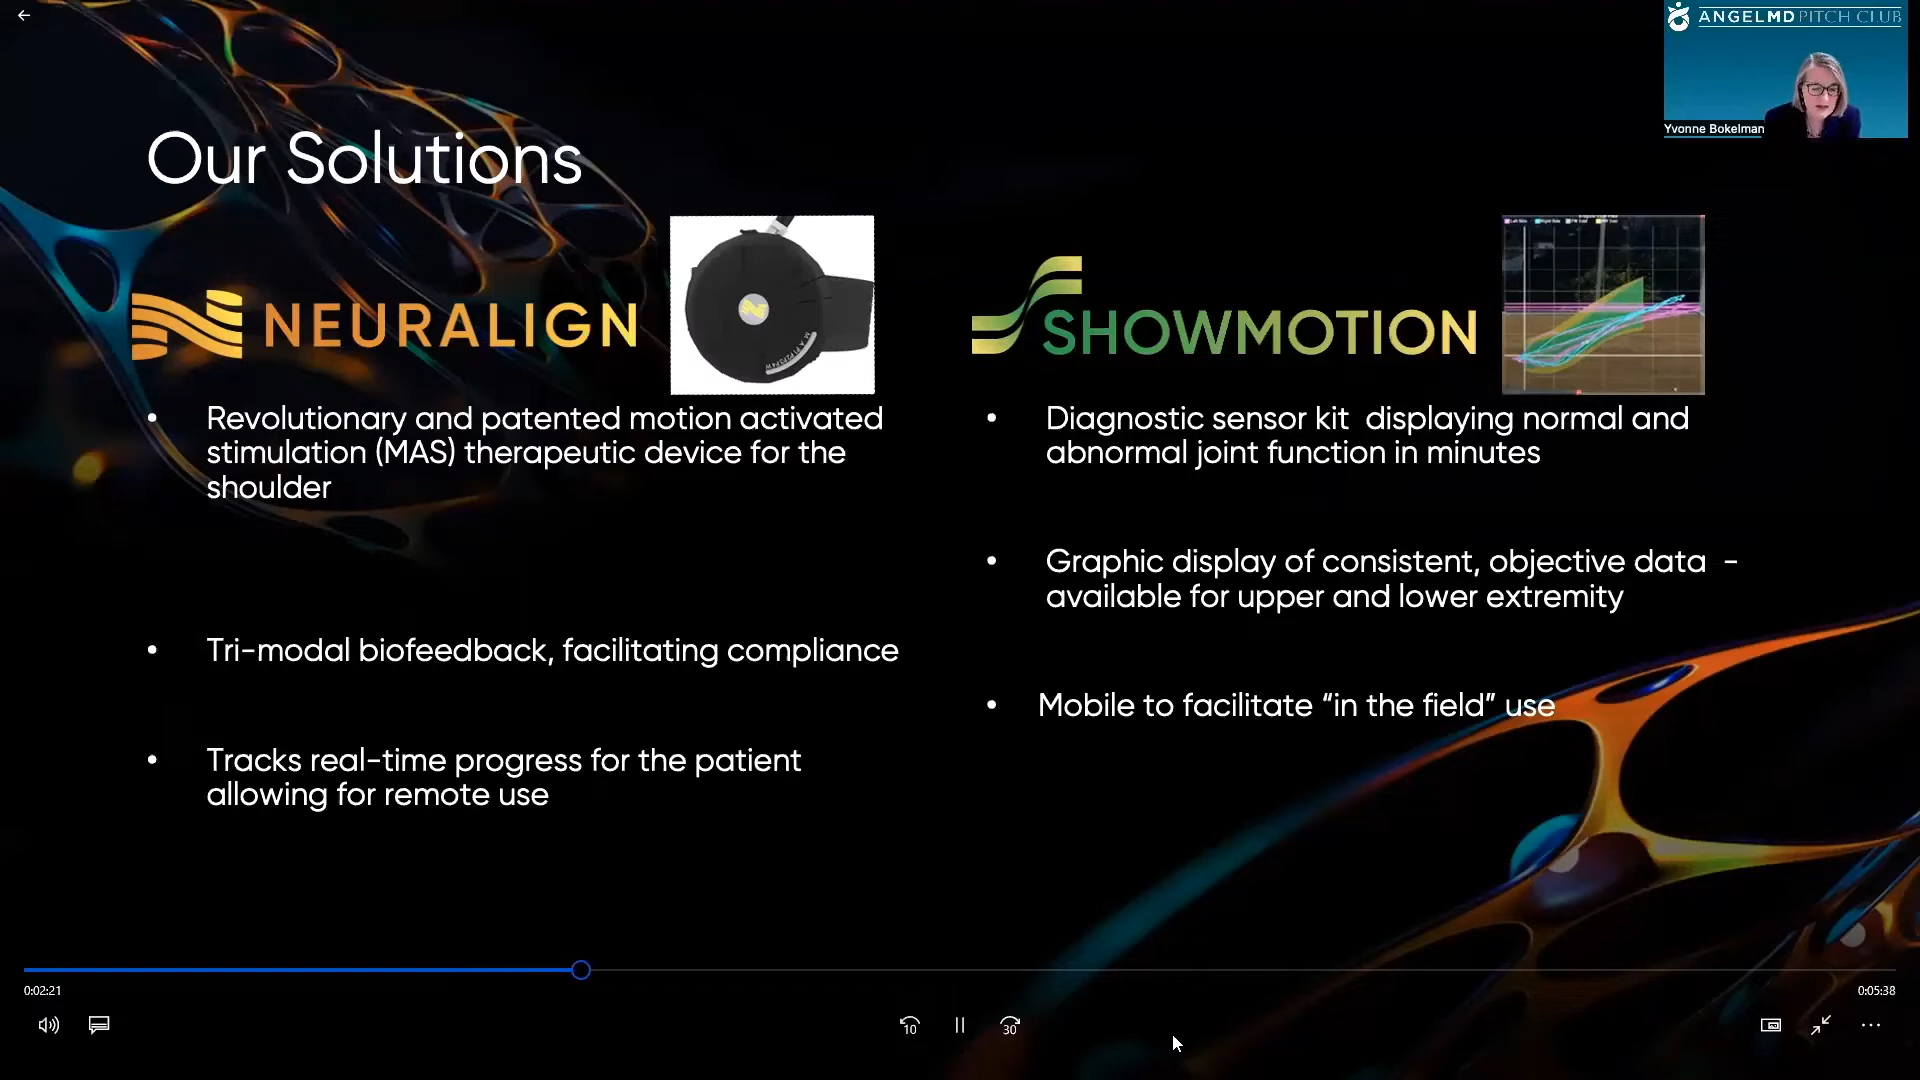 ANGELMD PITCH CLUB
Yvonne Bokelman
Our Solutions
NEURALIGN
Revolutionary and patented motion activated
stimulation (MAS) therapeutic device for the
shoulder
Tri-modal biofeedback, facilitating compliance
Tracks real-time progress for the patient
allowing for remote use
SHOWMOTION
Diagnostic sensor kit displaying normal and
abnormal joint function in minutes
Graphic display of consistent, objective data -
available for upper and lower extremity
Mobile to facilitate “in the field” use
0:02:21
0:05:38
10
30